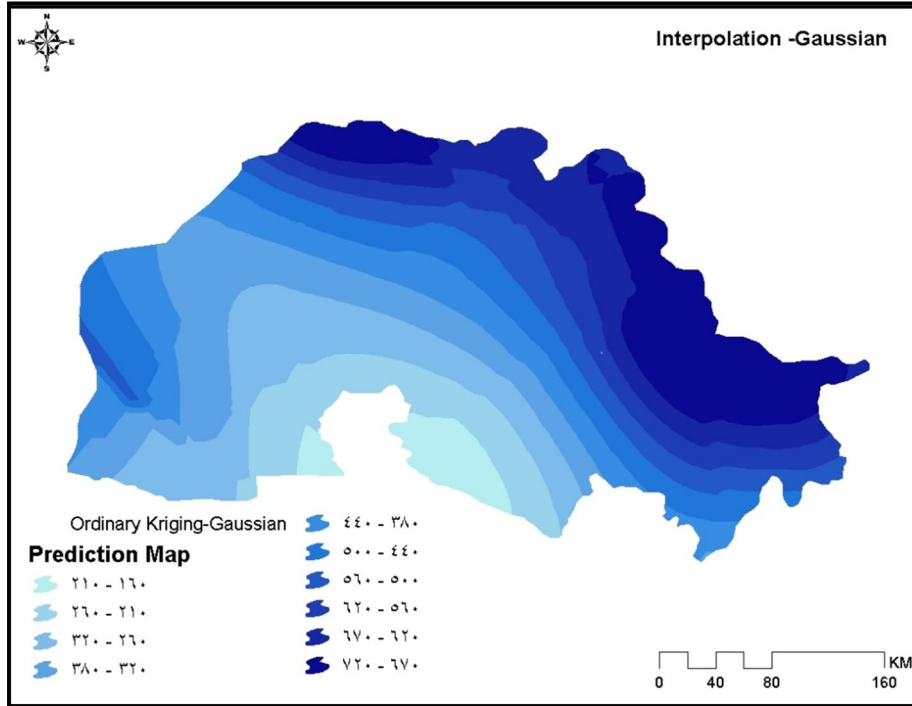 N
W E
S
Interpolation -Gaussian
Ordinary Kriging-Gaussian
Prediction Map
٢١٠ - ١٦٠
٢٦٠ - ٢١٠
٣٢٠ - ٢٦٠
٣٨٠ - ٣٢٠
٤٤٠ - ٣٨٠
٥٠٠ - ٤٤٠
٥٦٠ - ٥٠٠
٦٢٠ - ٥٦٠
٦٧٠ - ٦٢٠
٧٢٠ - ٦٧٠
KM
0 40 80 160